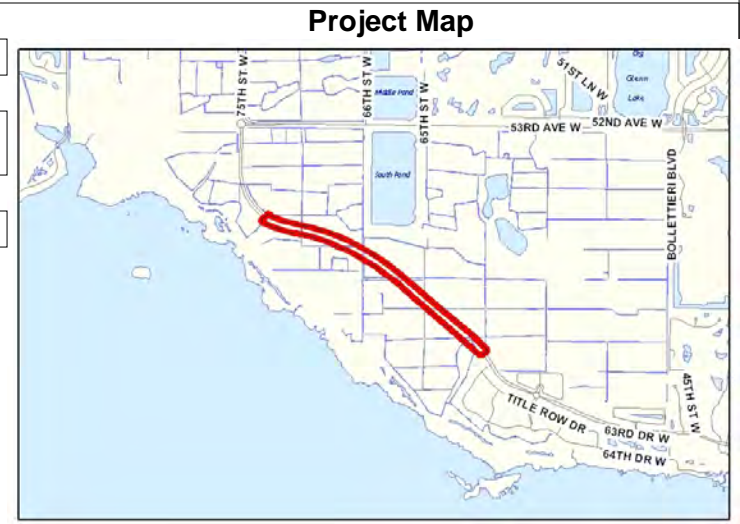 Project Map
75TH ST W
66TH ST W
Middle Pond
65TH ST W
51ST LN W
Glenn
Lake
53RD AVE W
52ND AVE W
South Pond
BOLLETTIERI BLVD
45TH ST W
TITLE ROW DR
63RD DR W
64TH DR W